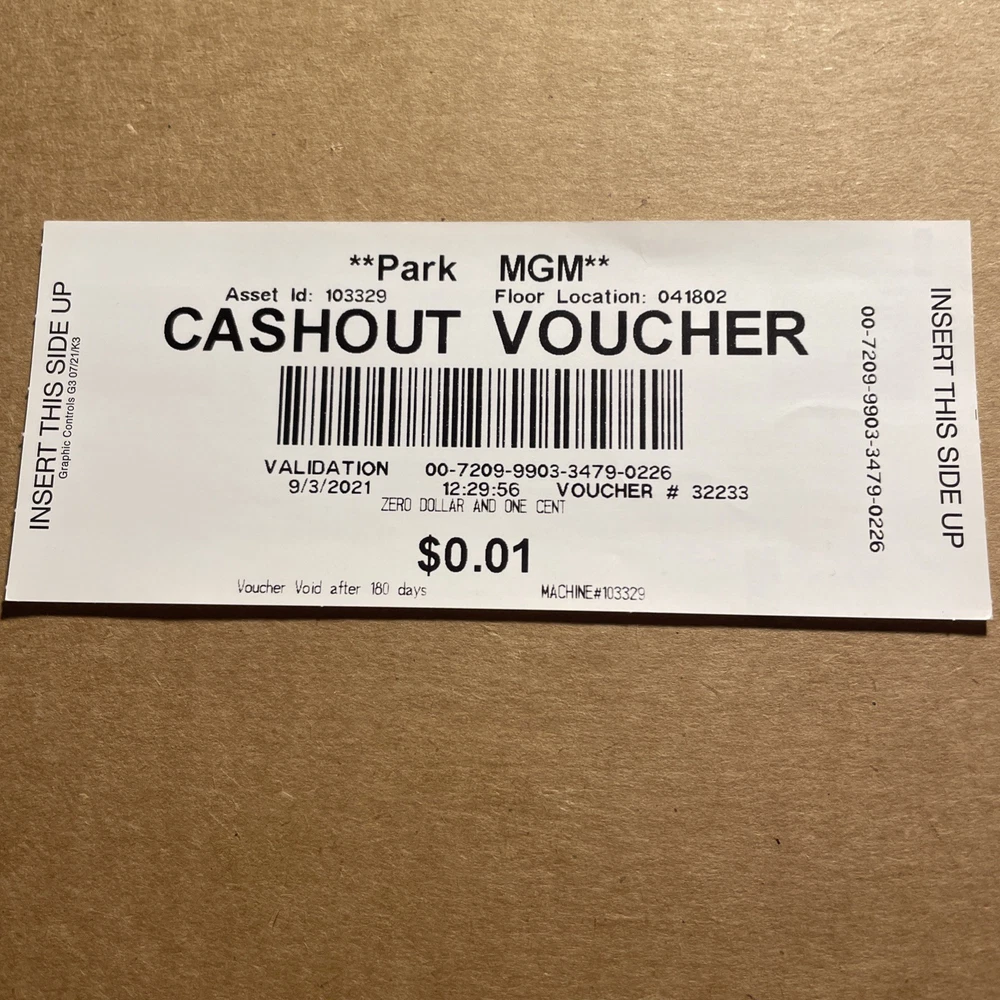 **Park MGM**
Asset Id: 103329 Floor Location: 041802
CASHOUT VOUCHER
VALIDATION 00-7209-9903-3479-0226
9/3/2021 12:29:56 VOUCHER # 32233
ZERO DOLLAR AND ONE CENT
$0.01
Voucher Void after 180 days MACHINE#103329
INSERT THIS SIDE UP
Graphic Controls G3 07/21/K3
00-7209-9903-3479-0226
INSERT THIS SIDE UP